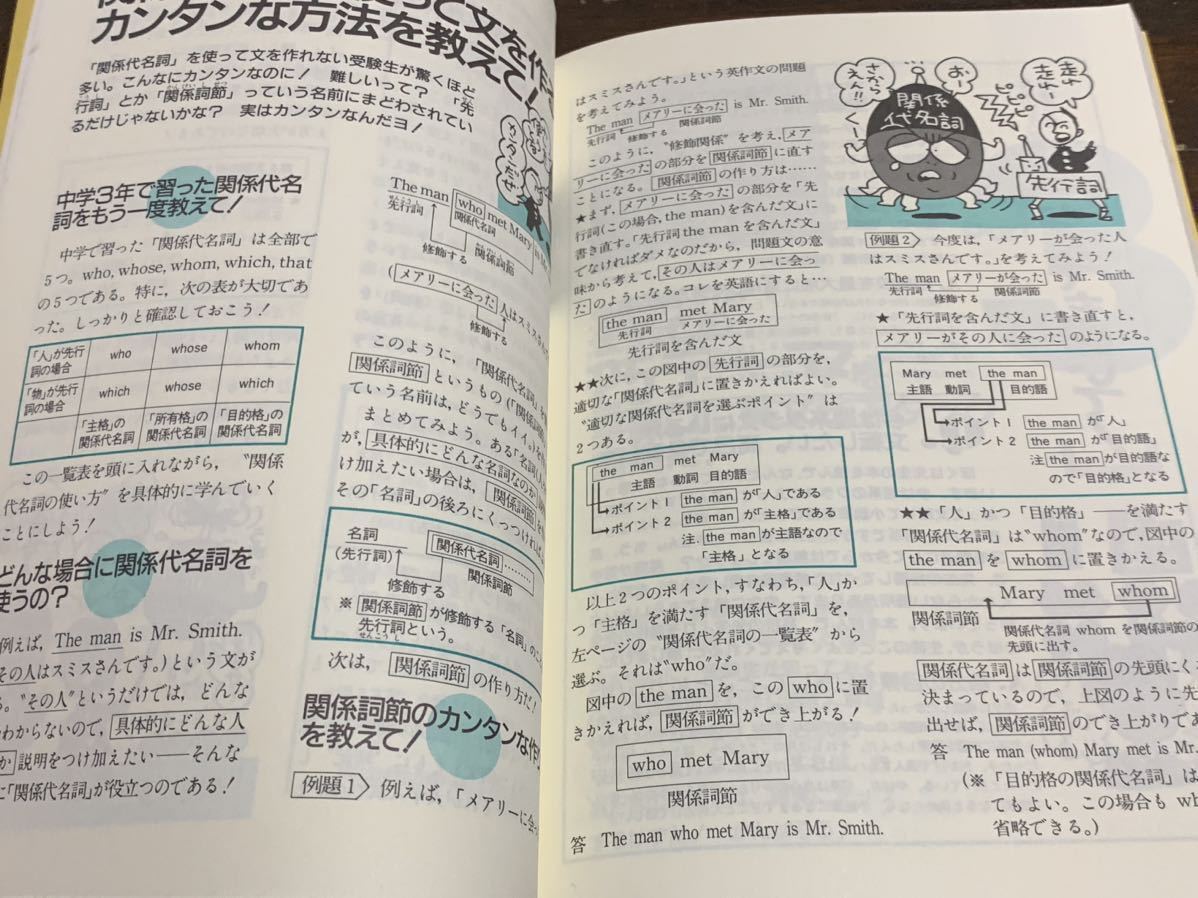 って文を作
カンタンな方法を教えて!
「関係代名詞」を使って文を作れない受験生が驚くほど
多い。こんなにカンタンなのに! 難しいって? 「先
行詞」とか「関係詞節」っていう名前にまどわされてい
るだけじゃないかな? 実はカンタンなんだヨ!
中学3年で習った関係代名
詞をもう一度教えて!
中学で習った「関係代名詞」は全部で
5つ。who, whose, whom, which, that
の5つである。特に、次の表が大切であ
った。しっかりと確認しておこう!
「人」が先行詞の場合 who whose whom
「物」が先行詞の場合 which whose which
「主格」の関係代名詞 「所有格」の関係代名詞 「目的格」の関係代名詞
この一覧表を頭に入れながら、“関係
代名詞の使い方”を具体的に学んでいく
ことにしよう!
どんな場合に関係代名詞を
使うの?
例えば、The man is Mr. Smith.
その人はスミスさんです。)という文が
る。“その人”というだけでは、どんな
わからないので、具体的にどんな人
か説明をつけ加えたい——そんな
に「関係代名詞」が役立つのである!
The man who met Mary is M
先行詞 関係代名詞
修飾する 関係詞節
(メアリーに会った人はスミスさん
修飾する
このように、「関係代名詞」を
関係詞節というもの(「関係詞
ていう名前は、どうでもイイ。)を
まとめてみよう。ある「名詞(人
が、具体的にどんな名詞なのか
け加えたい場合は、関係詞節
その「名詞」の後ろにくっつければ
名詞 関係代名詞………
(先行詞) 関係詞節
修飾する
※関係詞節が修飾する「名詞」のこ
先行詞という。
次は、関係詞節の作り方だ!
関係詞節のカンタンな作
を教えて!
例題1 例えば、「メアリーに会っ
はスミスさんです。」という英作文の問題
を考えてみよう。
The man メアリーに会った is Mr. Smith.
先行詞 修飾する 関係詞節
このように、“修飾関係”を考え、メア
リーに会ったの部分を関係詞節に直す
ことになる。関係詞節の作り方は……
★まず、メアリーに会ったの部分を「先
行詞(この場合, the man)を含んだ文」に
書き直す。「先行詞 the man を含んだ文」
でなければダメなのだから、問題文の意
味から考えて、その人はメアリーに会っ
たのようになる。コレを英語にすると…
the man met Mary
先行詞 メアリーに会った
先行詞を含んだ文
★★次に、この図中の先行詞の部分を、
適切な「関係代名詞」に置きかえればよい。
“適切な関係代名詞を選ぶポイント”は
2つある。
the man met Mary
主語 動詞 目的語
ポイント1 the man が「人」である
ポイント2 the man が「主格」である
注. the man が主語なので
「主格」となる
以上2つのポイント、すなわち、「人」か
つ「主格」を満たす「関係代名詞」を、
左ページの“関係代名詞の一覧表”から
選ぶ。それは“who”だ。
図中の the man を、この who に置
きかえれば、関係詞節ができ上がる!
who met Mary
関係詞節
答 The man who met Mary is Mr. Smith.
さからえん!!
くー
おー
ピピピ
走れ走れー
関係代名詞
先行詞
例題2 今度は、「メアリーが会った人
はスミスさんです。」を考えてみよう!
The man メアリーが会った is Mr. Smith.
先行詞 修飾する 関係詞節
★「先行詞を含んだ文」に書き直すと、
メアリーがその人に会ったのようになる。
Mary met the man
主語 動詞 目的語
ポイント1 the man が「人」
ポイント2 the man が「目的語」
注 the man が目的語な
ので「目的格」となる
★★「人」かつ「目的格」——を満たす
「関係代名詞」は“whom”なので、図中の
the man を whom に置きかえる。
Mary met whom
関係詞節 関係代名詞 whom を関係詞節の
先頭に出す。
関係代名詞は関係詞節の先頭にく
決まっているので、上図のように先
出せば、関係詞節のでき上がりであ
答 The man (whom) Mary met is Mr.
(※「目的格の関係代名詞」は
てもよい。この場合も wh
省略できる。)